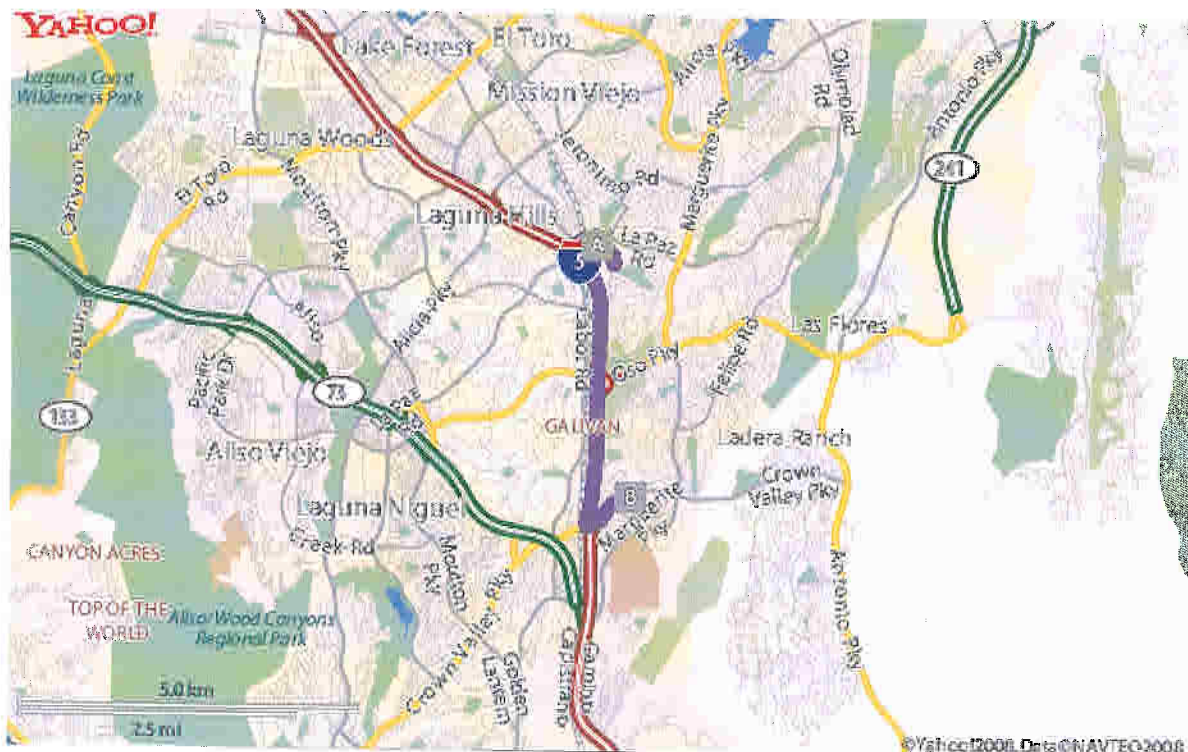 YAHOO!
Lake Forest
El Toro
Laguna Coast
Wilderness Park
Mission Viejo
Alicia Pky
Olympiad
Rd
Antonio Pky
Laguna Woods
Canyon Rd
El Toro
Rd
Moulton Pky
Jeronimo Rd
Marguerite Pky
241
Laguna Hills
La Paz
Rd
5
Laguna
Aliso
Alicia Pky
Cabot Rd
Las Flores
Pacific
Park Dr
Oso Pky
Felipe Rd
73
133
La Paz
Rd
GALIVAN
Ladera Ranch
Aliso Viejo
Crown
Valley Pky
B
Laguna Niguel
Marguerite
Pky
Creek Rd
CANYON ACRES
Moulton
Pky
TOP OF THE
WORLD
Aliso/Wood Canyons
Regional Park
Crown Valley Pky
Golden
Lantern
Camino
Capistrano
Antonio Pky
5.0 km
2.5 mi
©Yahoo!2008, Data©NAVTEQ2008